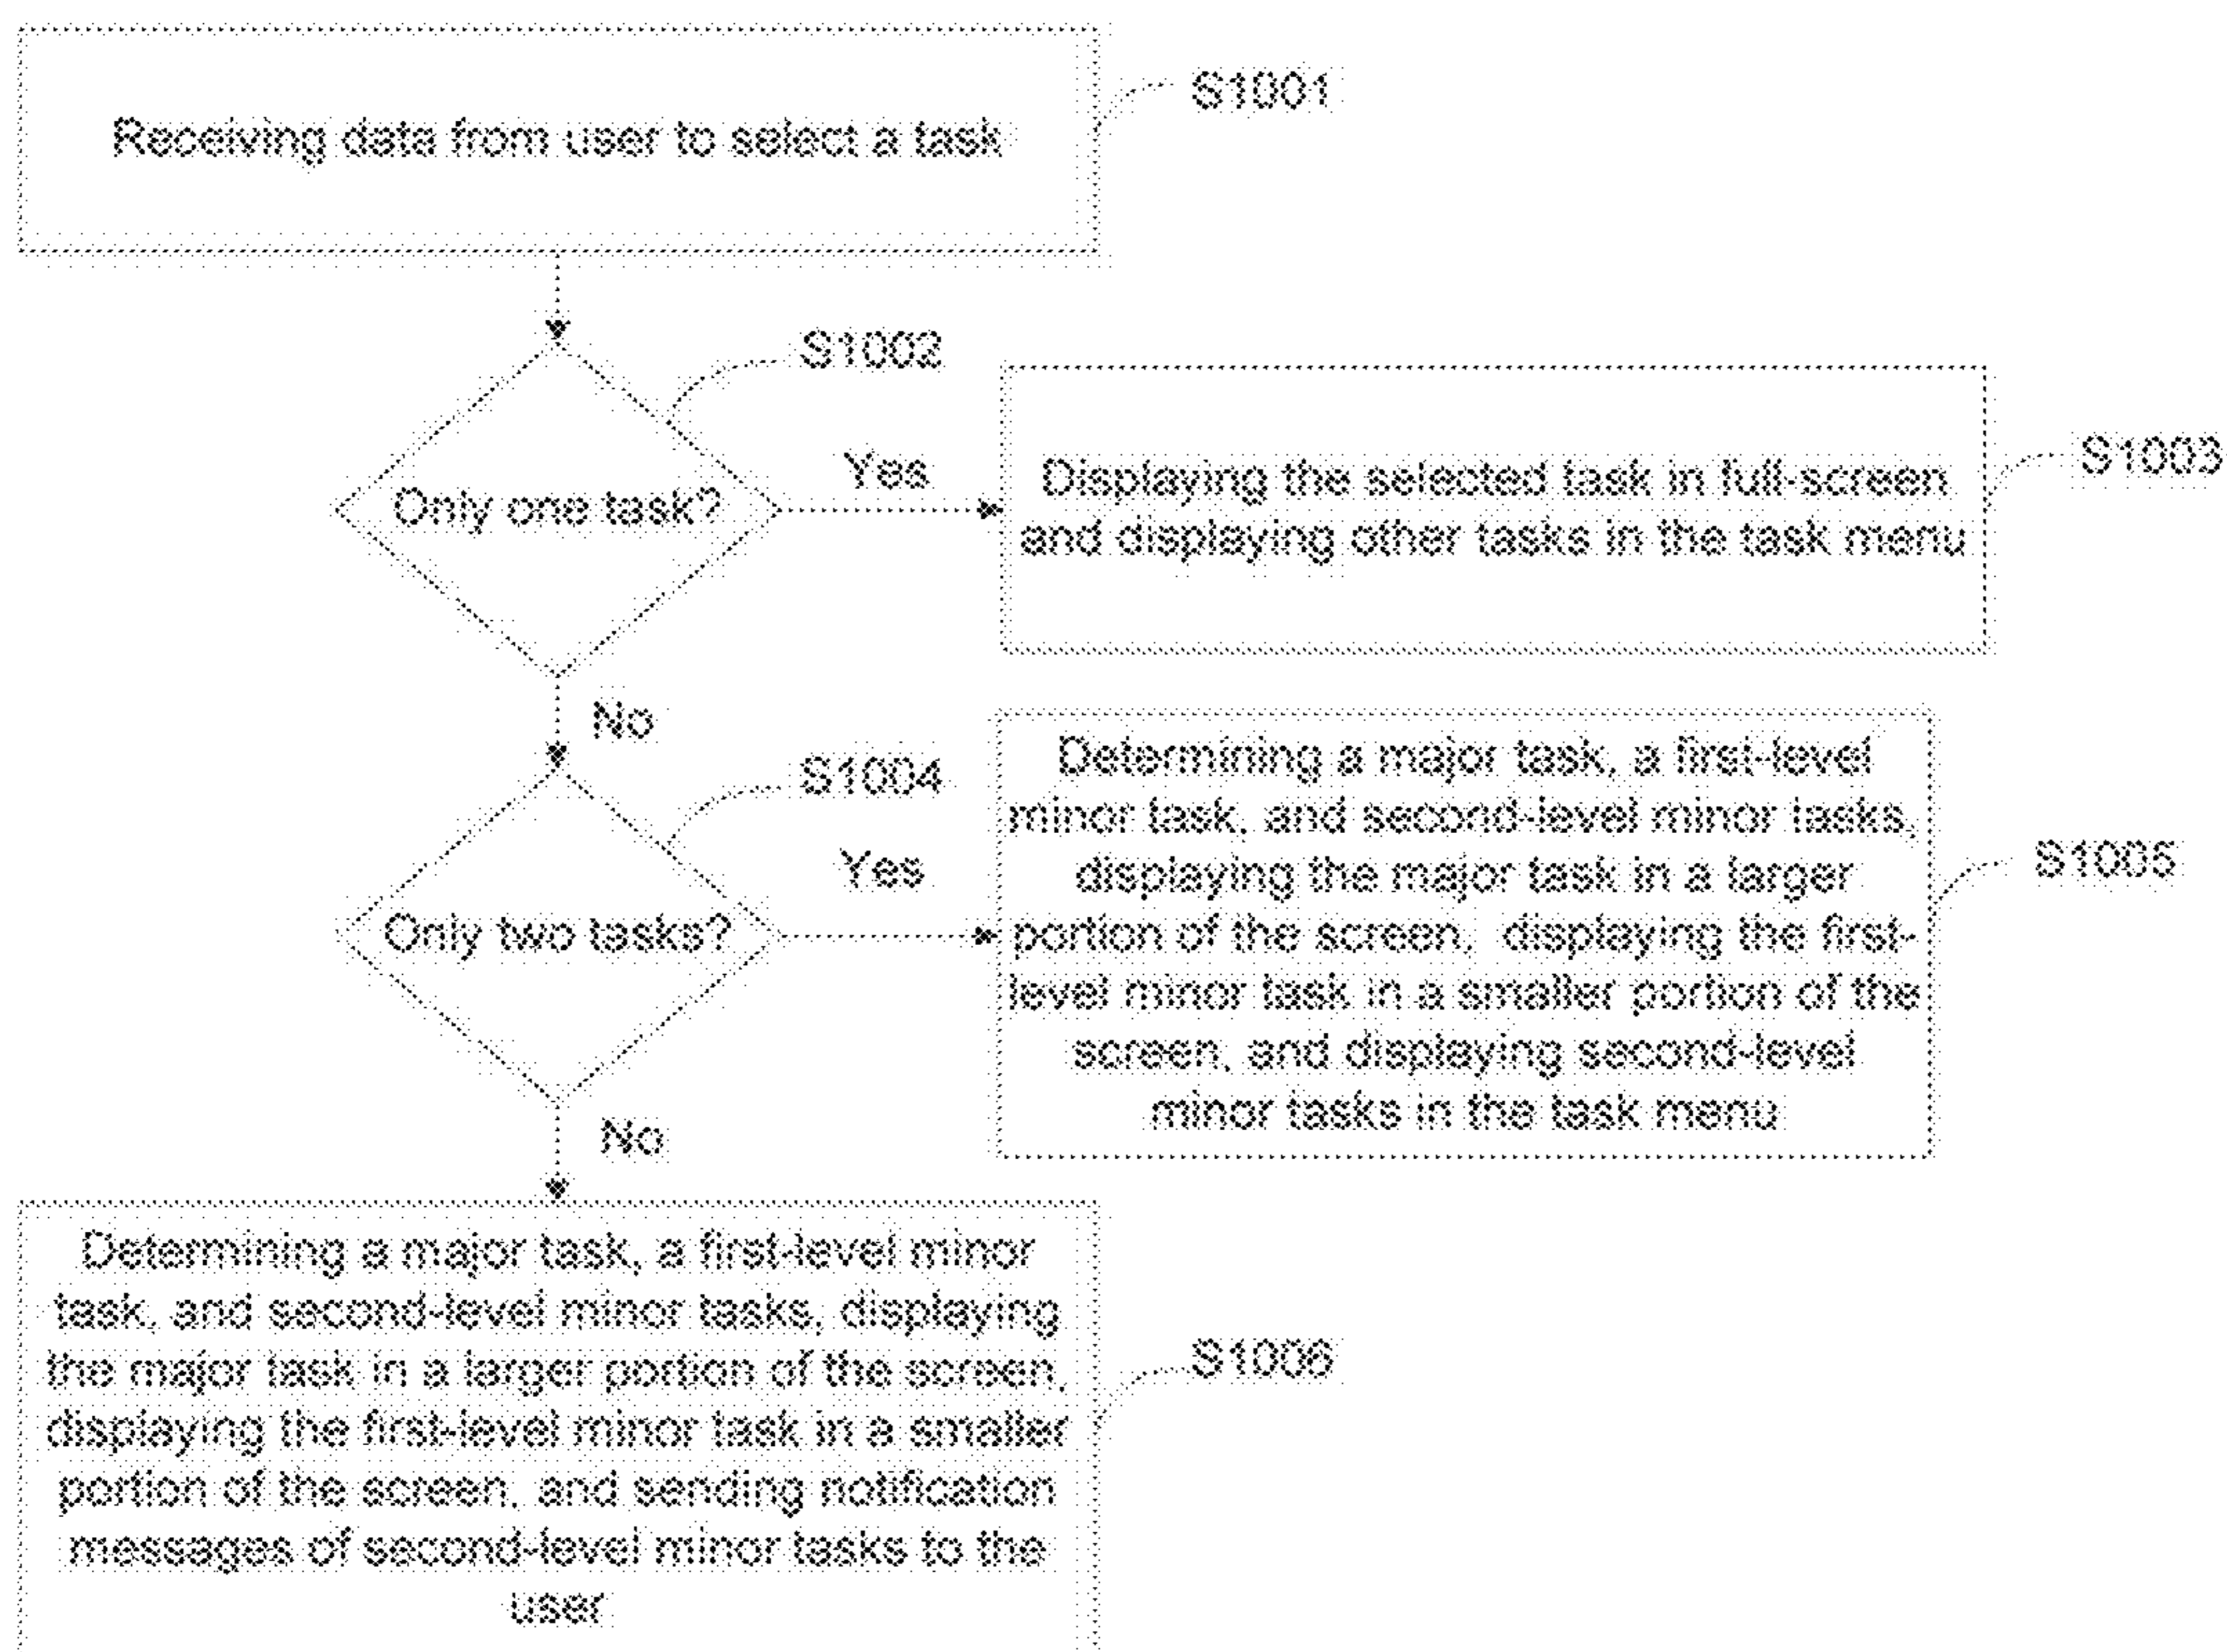 Receiving data from user to select a task
S1001
S1002
Only one task?
Yes
Displaying the selected task in full-screen
and displaying other tasks in the task menu
S1003
No
S1004
Only two tasks?
Yes
Determining a major task, a first-level
minor task, and second-level minor tasks,
displaying the major task in a larger
portion of the screen, displaying the first-
level minor task in a smaller portion of the
screen, and displaying second-level
minor tasks in the task menu
S1005
No
Determining a major task, a first-level minor
task, and second-level minor tasks, displaying
the major task in a larger portion of the screen,
displaying the first-level minor task in a smaller
portion of the screen, and sending notification
messages of second-level minor tasks to the
user
S1006